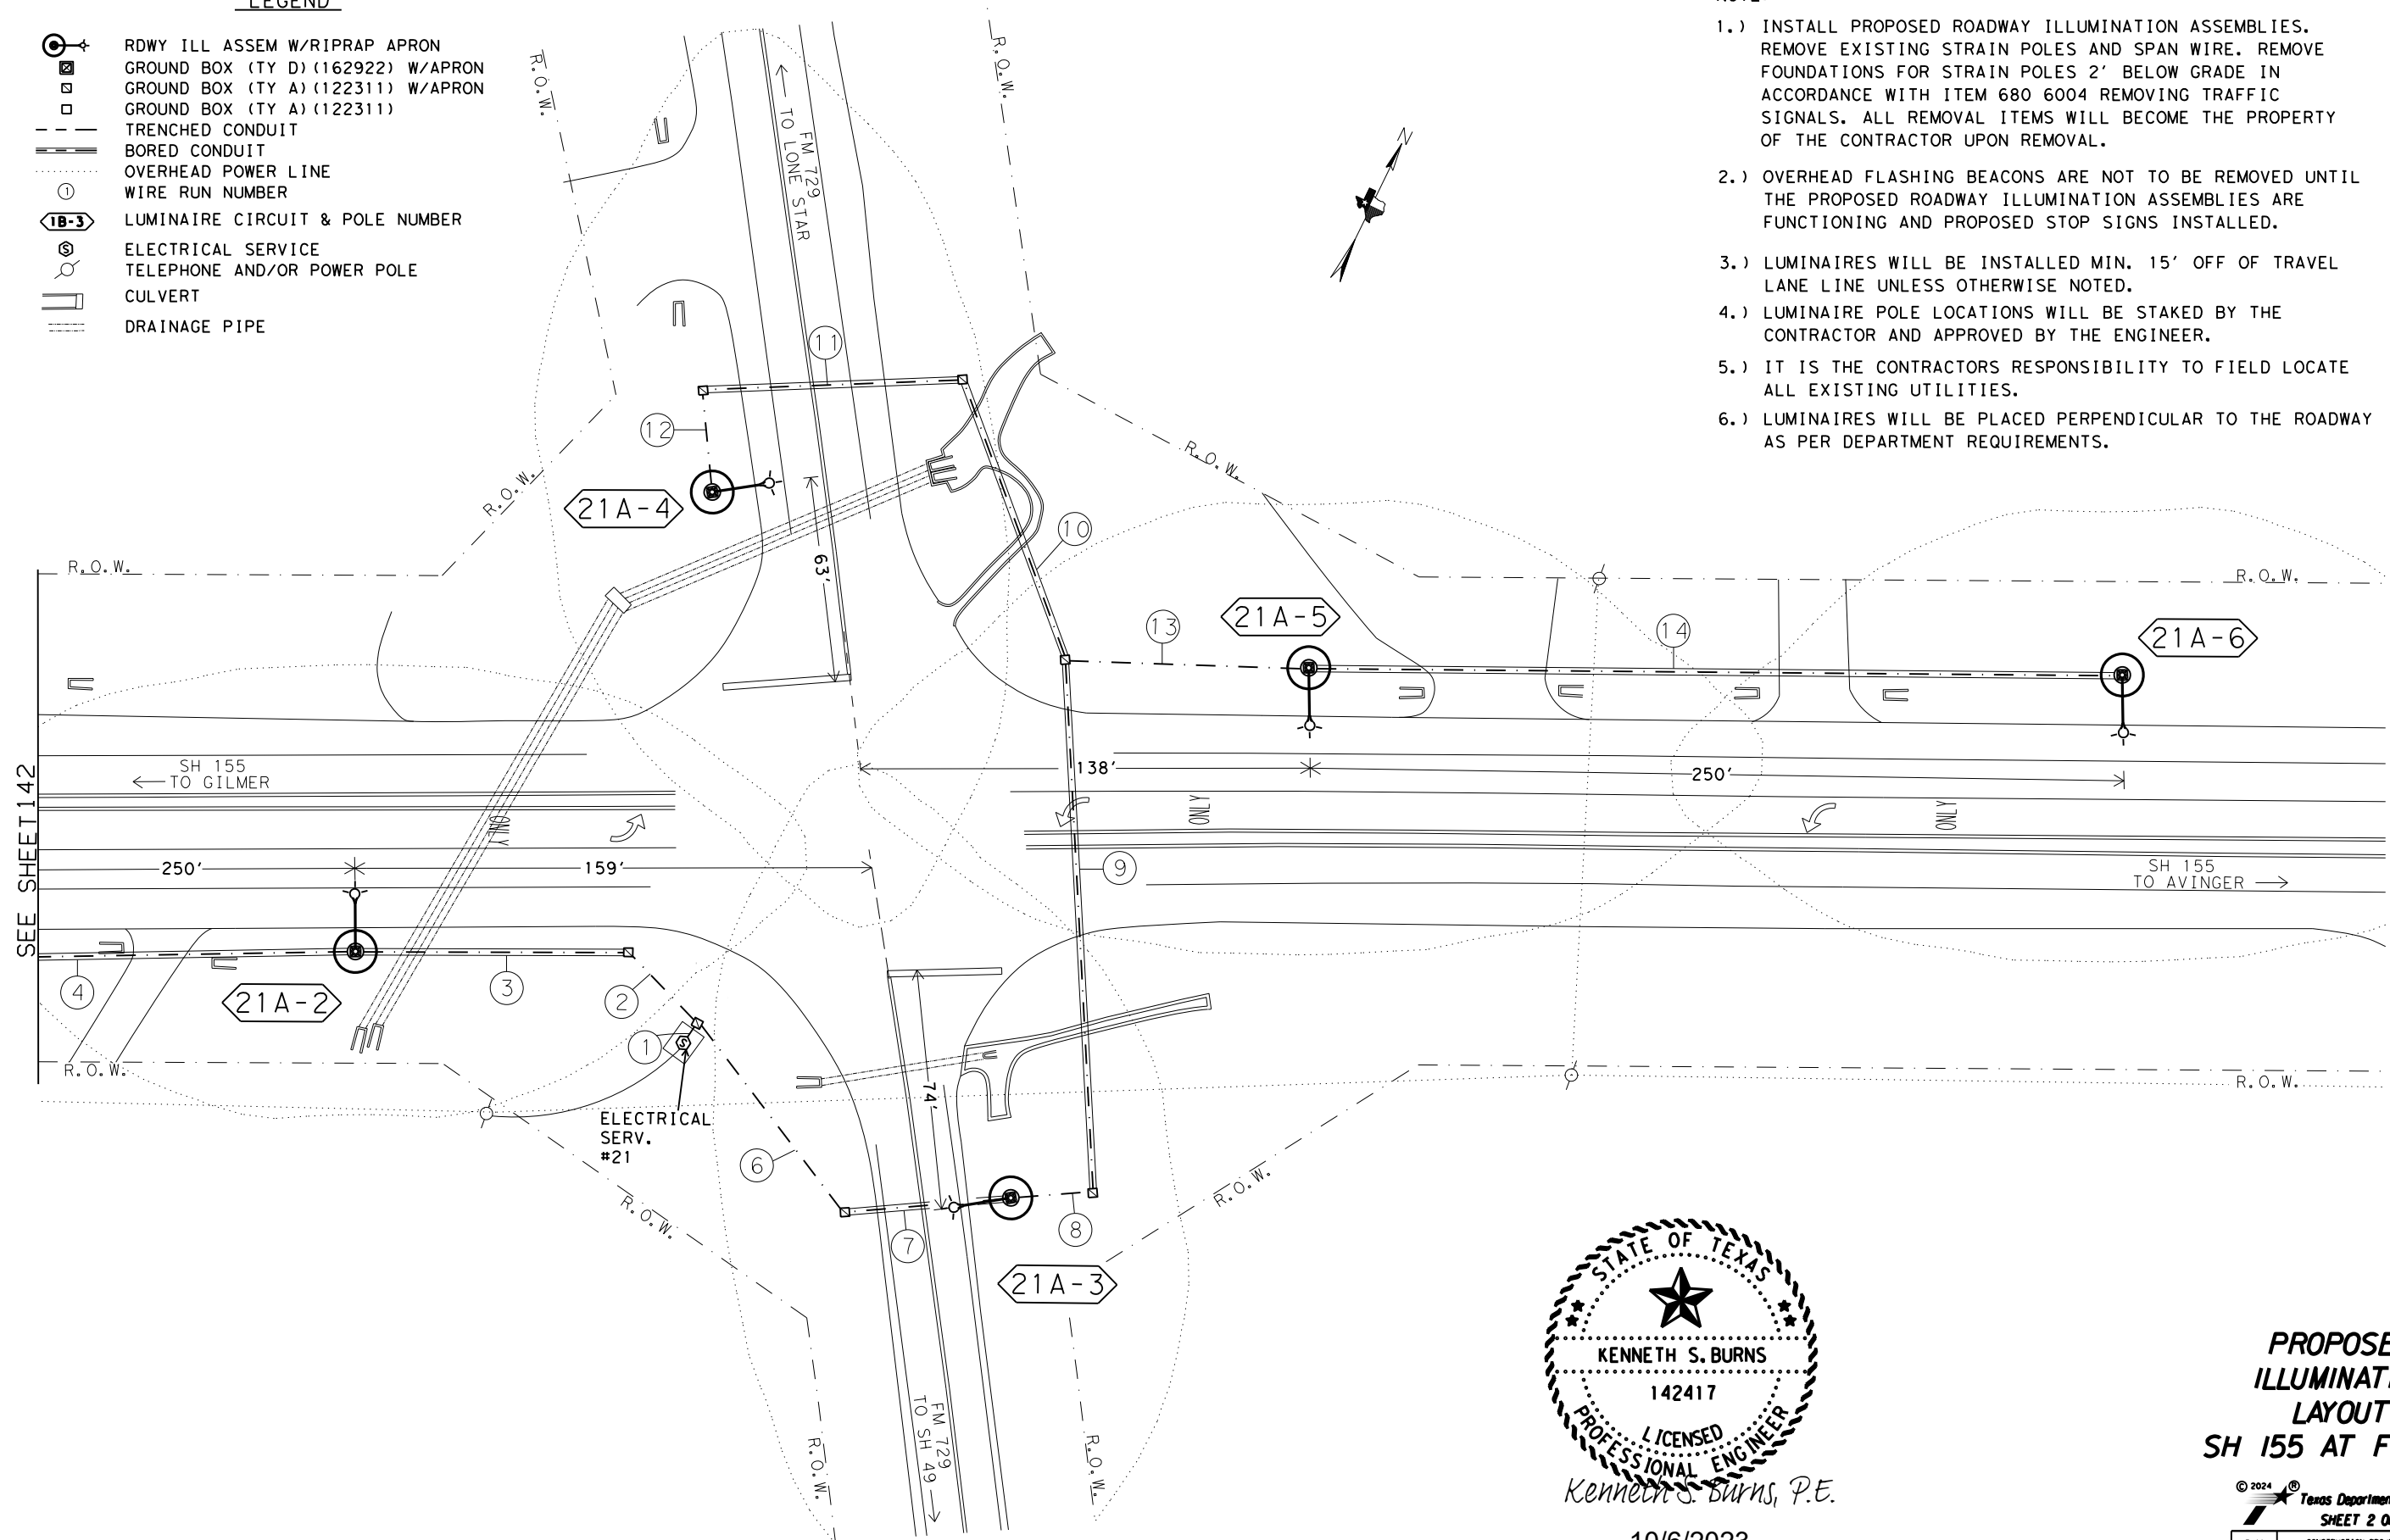 LEGEND
RDWY ILL ASSEM W/RIPRAP APRON
GROUND BOX (TY D)(162922) W/APRON
GROUND BOX (TY A)(122311) W/APRON
GROUND BOX (TY A)(122311)
TRENCHED CONDUIT
BORED CONDUIT
OVERHEAD POWER LINE
1 WIRE RUN NUMBER
1B-3 LUMINAIRE CIRCUIT & POLE NUMBER
S ELECTRICAL SERVICE
TELEPHONE AND/OR POWER POLE
CULVERT
DRAINAGE PIPE
1.) INSTALL PROPOSED ROADWAY ILLUMINATION ASSEMBLIES.
REMOVE EXISTING STRAIN POLES AND SPAN WIRE. REMOVE
FOUNDATIONS FOR STRAIN POLES 2' BELOW GRADE IN
ACCORDANCE WITH ITEM 680 6004 REMOVING TRAFFIC
SIGNALS. ALL REMOVAL ITEMS WILL BECOME THE PROPERTY
OF THE CONTRACTOR UPON REMOVAL.
2.) OVERHEAD FLASHING BEACONS ARE NOT TO BE REMOVED UNTIL
THE PROPOSED ROADWAY ILLUMINATION ASSEMBLIES ARE
FUNCTIONING AND PROPOSED STOP SIGNS INSTALLED.
3.) LUMINAIRES WILL BE INSTALLED MIN. 15' OFF OF TRAVEL
LANE LINE UNLESS OTHERWISE NOTED.
4.) LUMINAIRE POLE LOCATIONS WILL BE STAKED BY THE
CONTRACTOR AND APPROVED BY THE ENGINEER.
5.) IT IS THE CONTRACTORS RESPONSIBILITY TO FIELD LOCATE
ALL EXISTING UTILITIES.
6.) LUMINAIRES WILL BE PLACED PERPENDICULAR TO THE ROADWAY
AS PER DEPARTMENT REQUIREMENTS.
R.O.W.
R.O.W.
N
FM 729
TO LONE STAR
11
12
21A-4
R.O.W.
R.O.W.
63'
10
R.O.W.
R.O.W.
13
21A-5
14
21A-6
SEE SHEET142
SH 155
TO GILMER
138'
250'
ONLY
ONLY
ONLY
250'
159'
9
SH 155
TO AVINGER
4
21A-2
3
2
1
S
R.O.W.
R.O.W.
74'
ELECTRICAL
SERV.
#21
6
R.O.W.
R.O.W.
7
8
21A-3
FM 729
TO SH 49
R.O.W.
R.O.W.
STATE OF TEXAS
KENNETH S. BURNS
142417
LICENSED
PROFESSIONAL ENGINEER
Kenneth S. Burns, P.E.
10/6/2023
PROPOSE
ILLUMINAT
LAYOUT
SH 155 AT F
© 2024 ®
Texas Departmen
SHEET 2 O